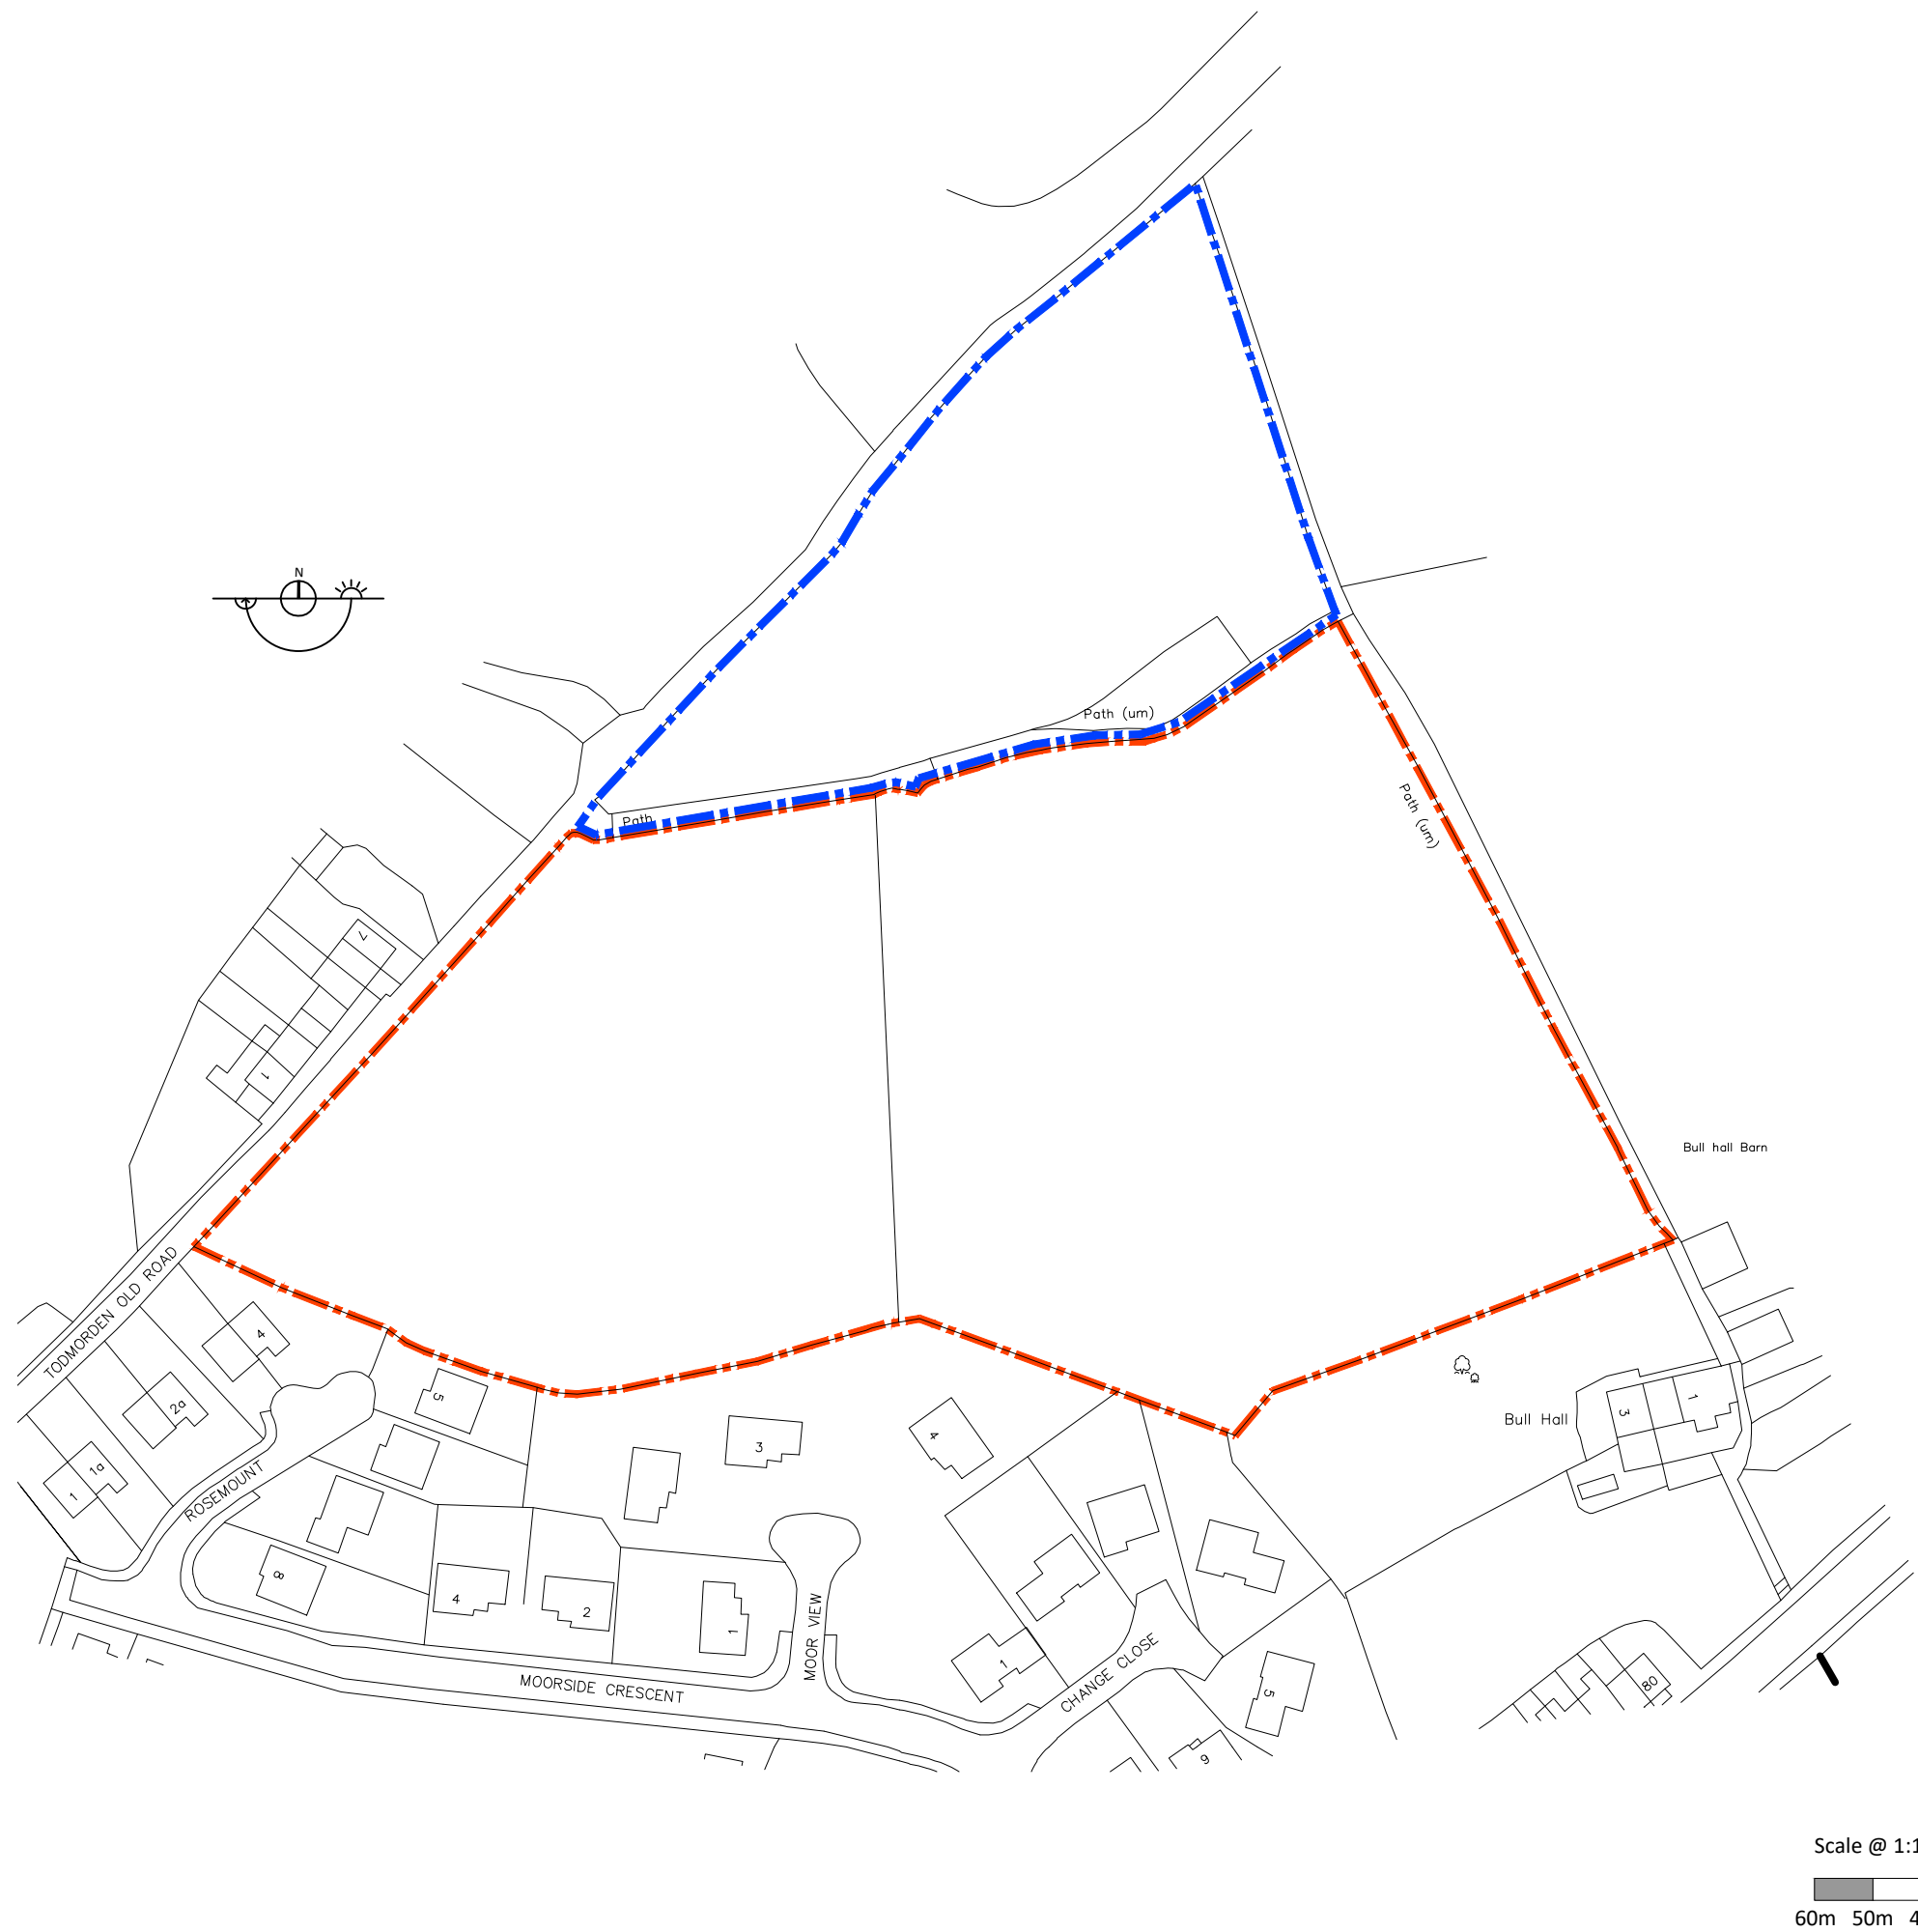 N
Path (um)
Path
Path (um)
7
1
Bull hall Barn
TODMORDEN OLD ROAD
4
2a
5
1a
1
ROSEMOUNT
3
4
Bull Hall
3
1
8
4
2
1
MOOR VIEW
MOORSIDE CRESCENT
1
CHANGE CLOSE
5
9
80
Scale @ 1:1
60m 50m 4